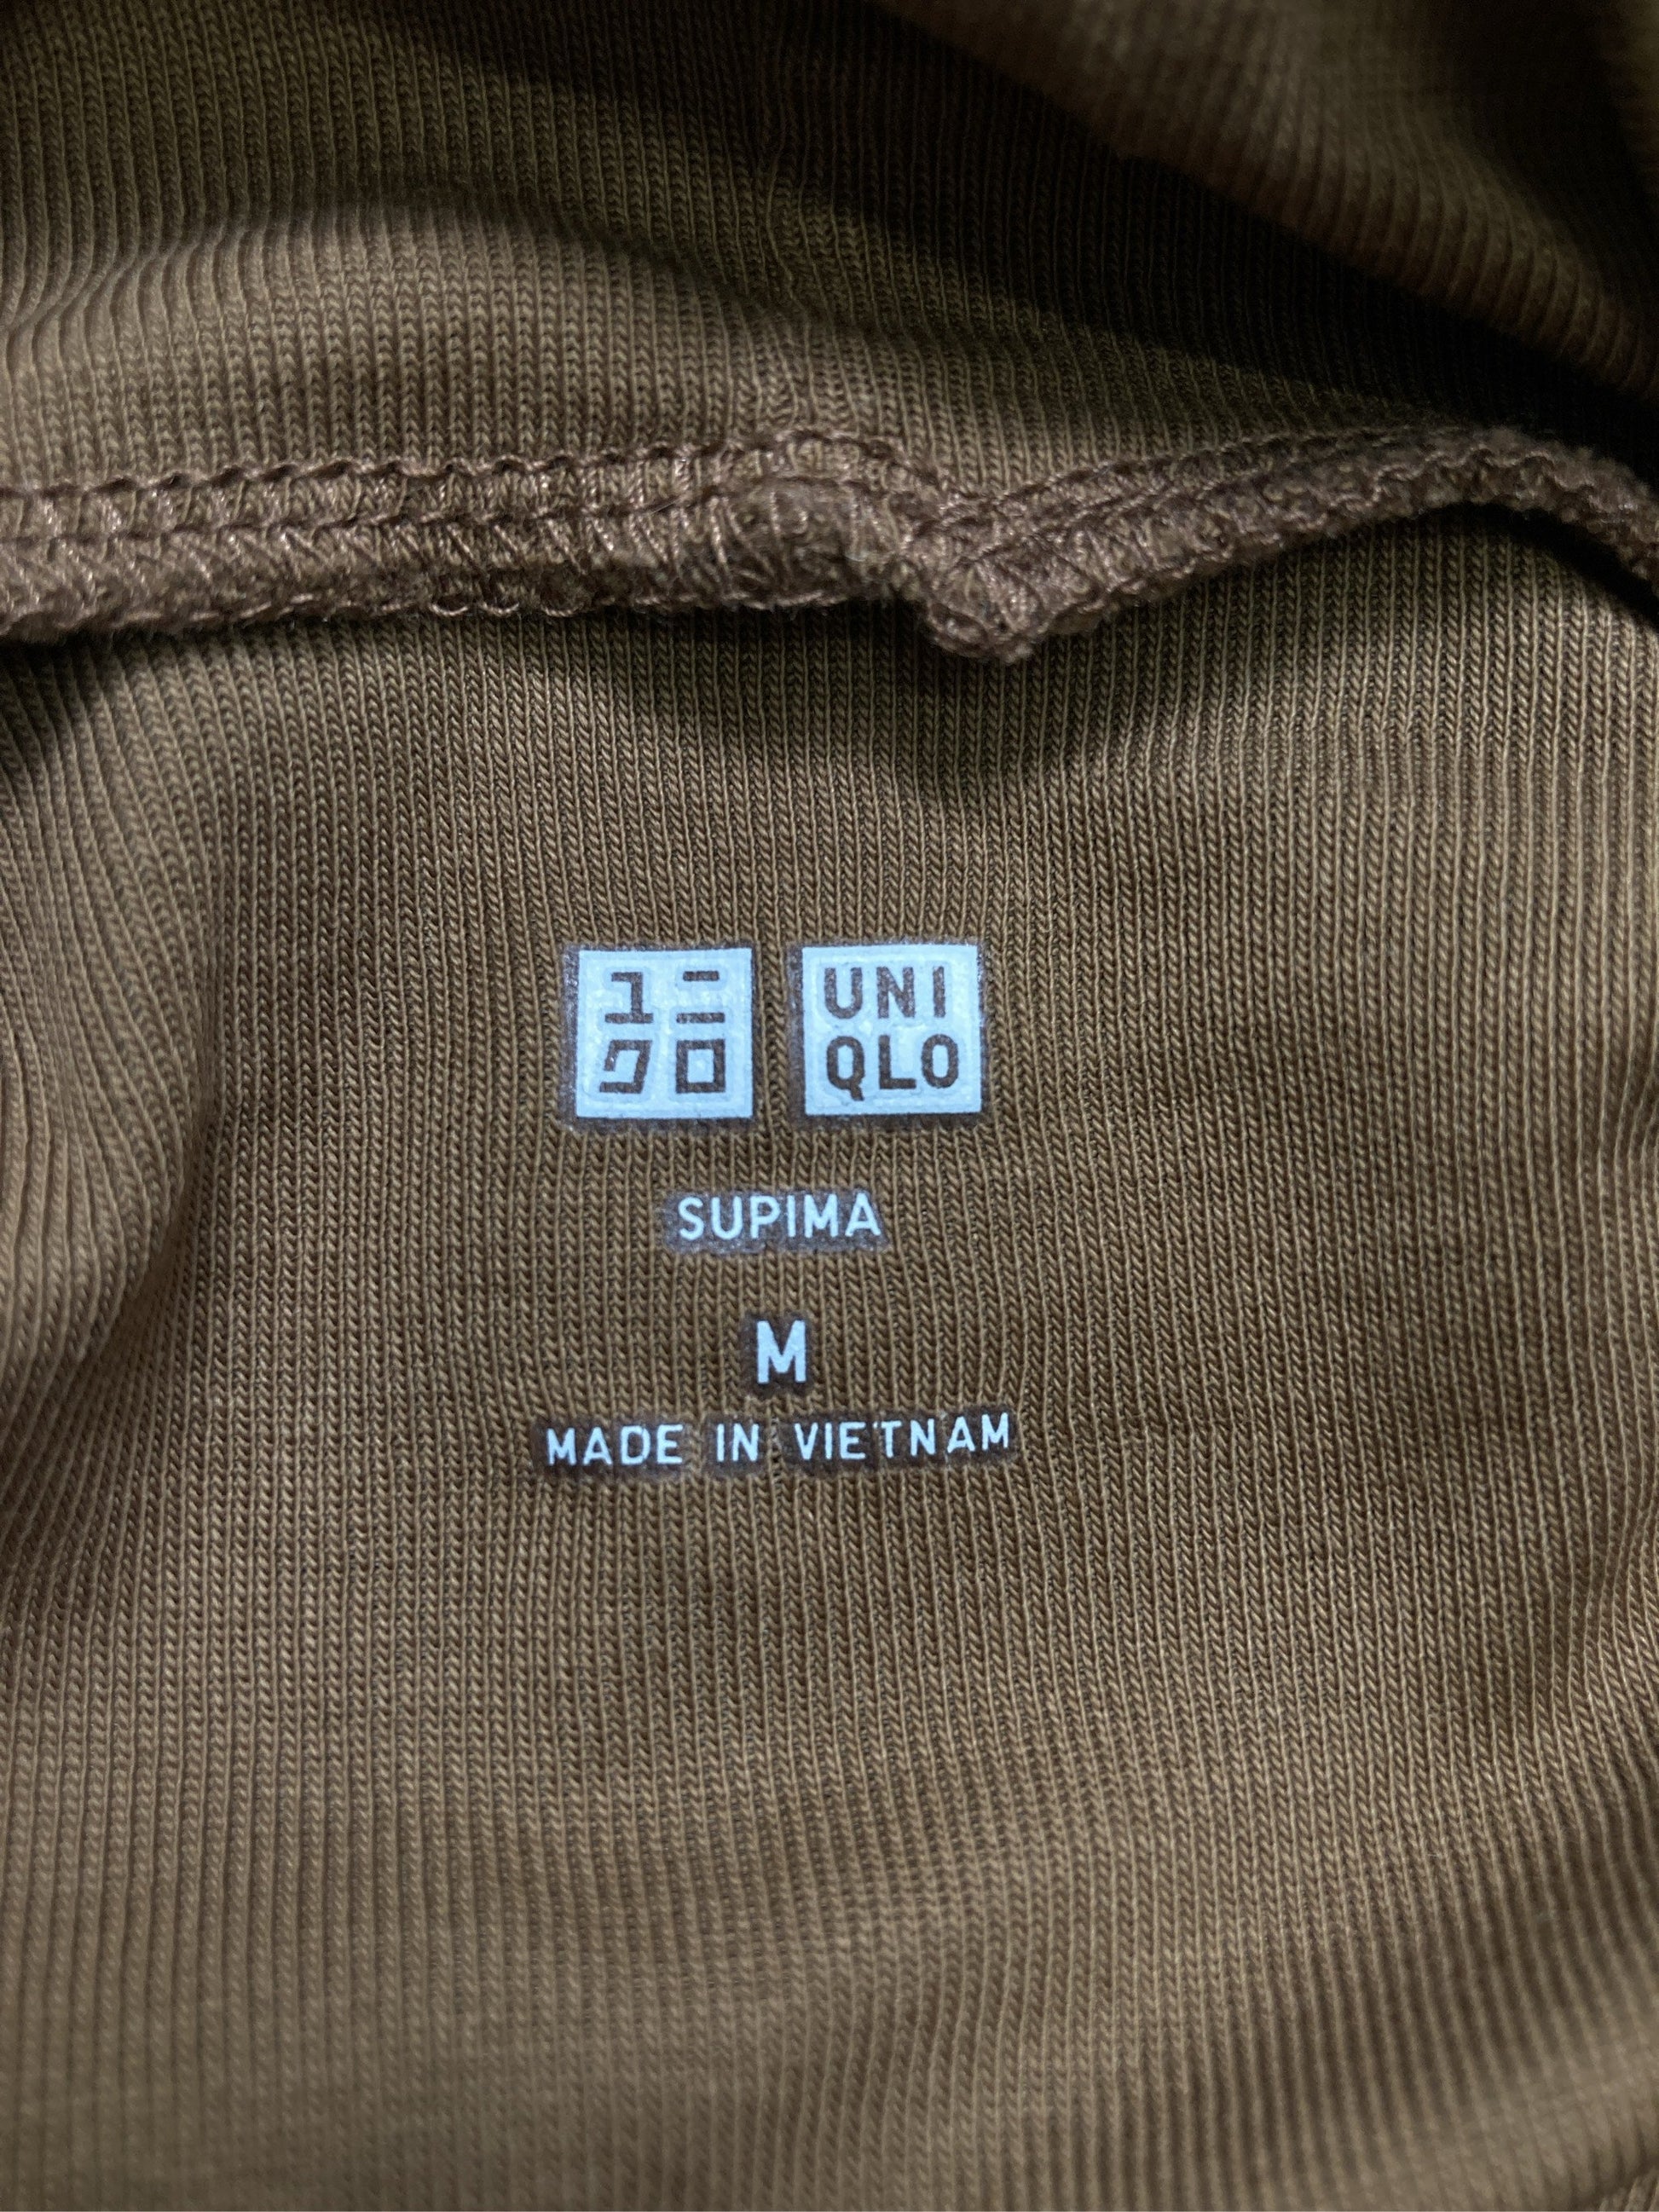 ユニ
クロ
UNI
QLO
SUPIMA
M
MADE IN VIETNAM